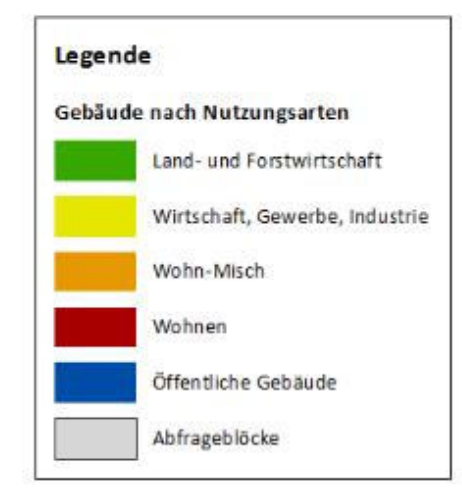 Legende
Gebäude nach Nutzungsarten
Land- und Forstwirtschaft
Wirtschaft, Gewerbe, Industrie
Wohn-Misch
Wohnen
Öffentliche Gebäude
Abfrageblöcke